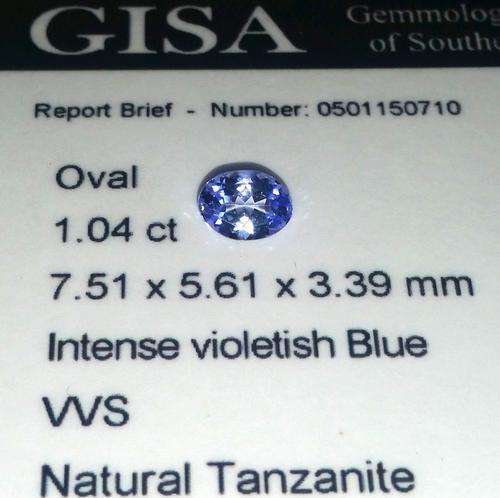 GISA
Gemmolog
of Southe
Report Brief - Number: 0501150710
Oval
1.04 ct
7.51 x 5.61 x 3.39 mm
Intense violetish Blue
VVS
Natural Tanzanite